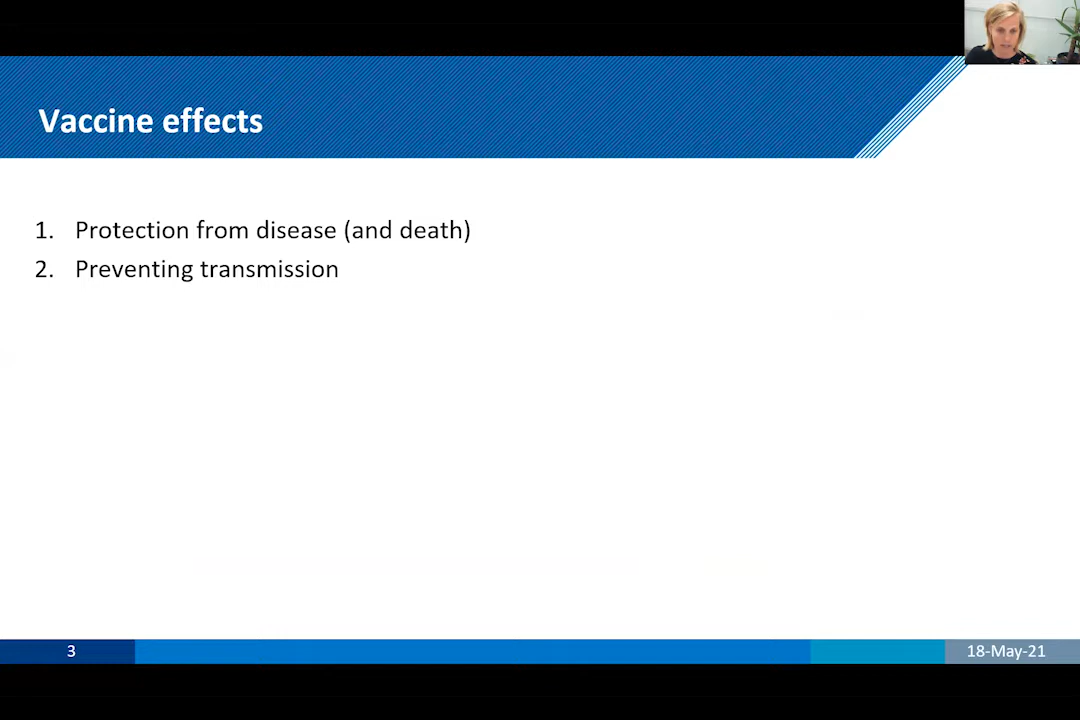 Vaccine effects
1. Protection from disease (and death)
2. Preventing transmission
3
18-May-21